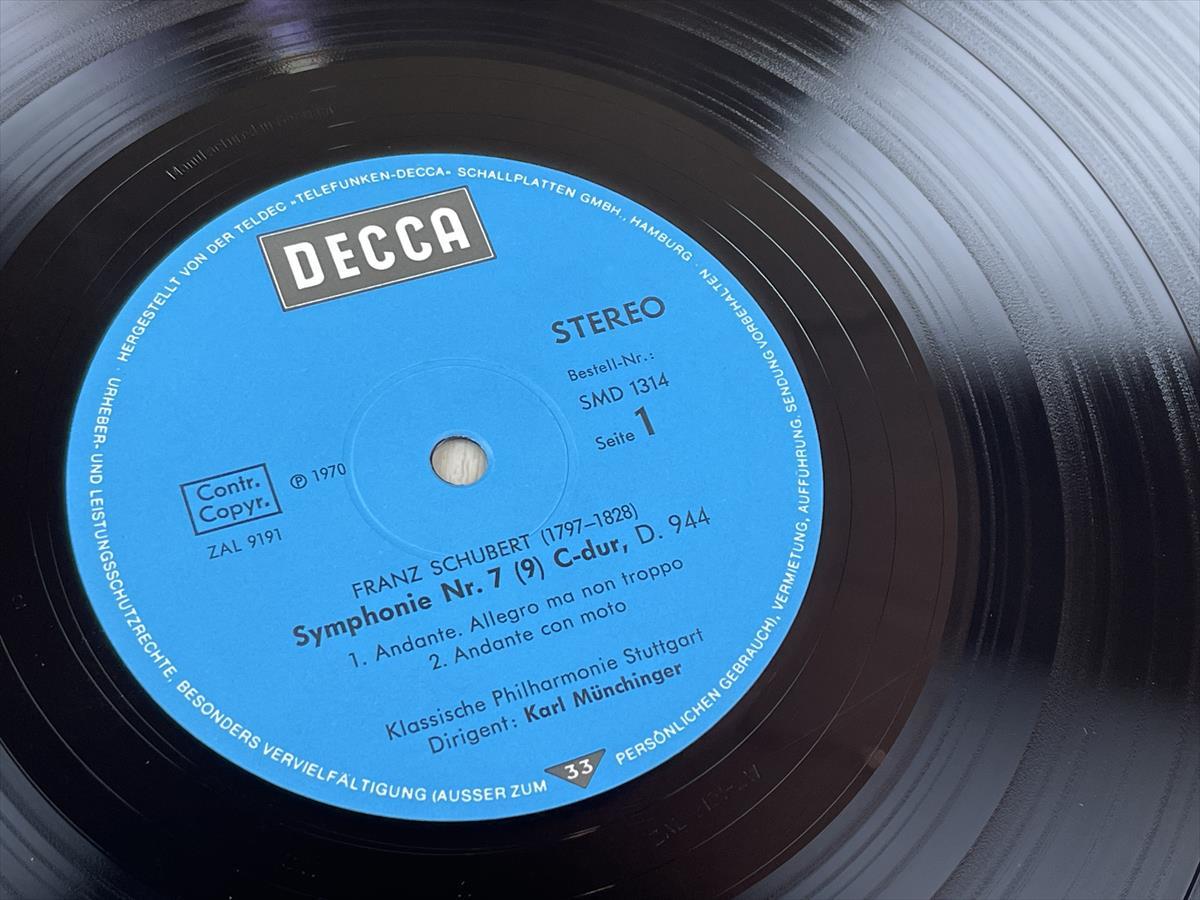 Manufactured in Germany
· HERGESTELLT VON DER TELDEC »TELEFUNKEN-DECCA« SCHALLPLATTEN GMBH., HAMBURG ·
DECCA
STEREO
Bestell-Nr.:
SMD 1314
Seite 1
Contr.
Copyr.
℗ 1970
ZAL 9191
FRANZ SCHUBERT (1797–1828)
Symphonie Nr. 7 (9) C-dur, D. 944
1. Andante. Allegro ma non troppo
2. Andante con moto
Klassische Philharmonie Stuttgart
Dirigent: Karl Münchinger
33
URHEBER- UND LEISTUNGSSCHUTZRECHTE, BESONDERS VERVIELFÄLTIGUNG (AUSSER ZUM PERSÖNLICHEN GEBRAUCH), VERMIETUNG, AUFFÜHRUNG, SENDUNG VORBEHALTEN